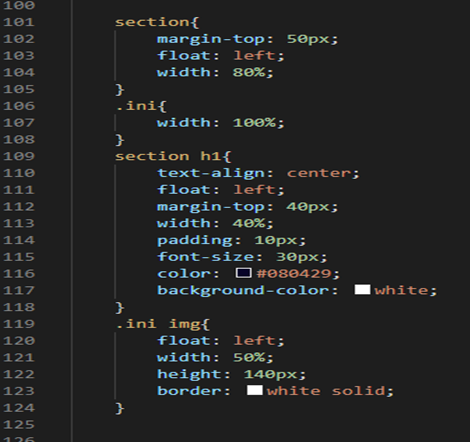 100
101 section{
102 margin-top: 50px;
103 float: left;
104 width: 80%;
105 }
106 .ini{
107 width: 100%;
108 }
109 section h1{
110 text-align: center;
111 float: left;
112 margin-top: 40px;
113 width: 40%;
114 padding: 10px;
115 font-size: 30px;
116 color: #080429;
117 background-color: white;
118 }
119 .ini img{
120 float: left;
121 width: 50%;
122 height: 140px;
123 border: white solid;
124 }
125
126